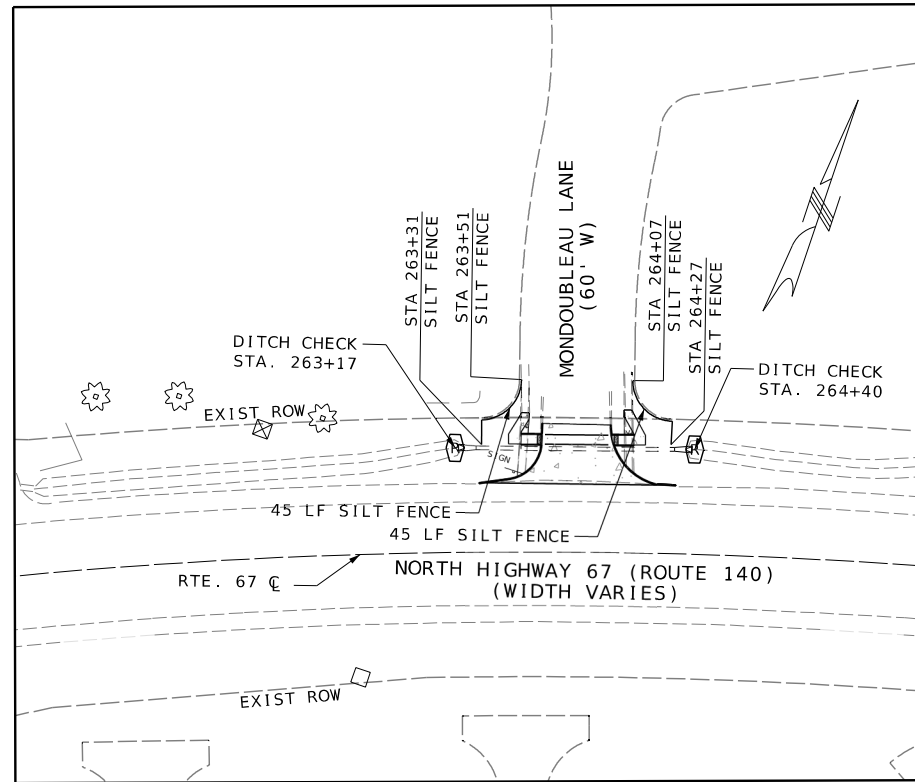 STA 263+31
SILT FENCE
STA 263+51
SILT FENCE
MONDOUBLEAU LANE
(60' W)
STA 264+07
SILT FENCE
STA 264+27
SILT FENCE
DITCH CHECK
STA. 263+17
DITCH CHECK
STA. 264+40
EXIST ROW
45 LF SILT FENCE
45 LF SILT FENCE
RTE. 67 ℄
NORTH HIGHWAY 67 (ROUTE 140)
(WIDTH VARIES)
EXIST ROW